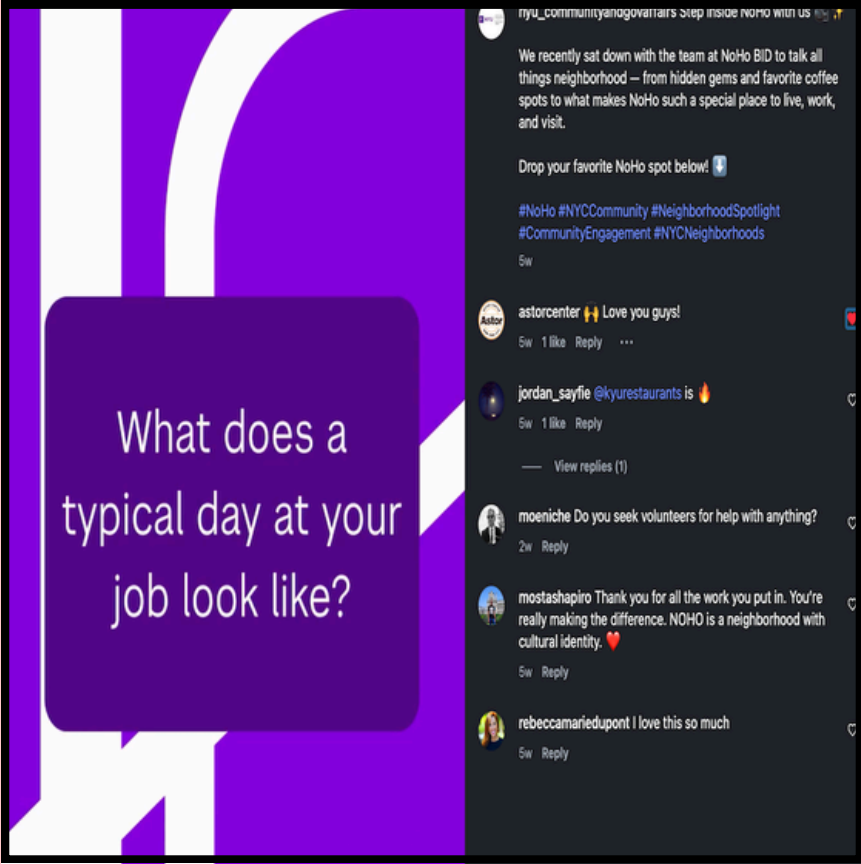 What does a
typical day at your
job look like?
nyu_communityandgovaffairs Step inside NoHo with us
We recently sat down with the team at NoHo BID to talk all
things neighborhood — from hidden gems and favorite coffee
spots to what makes NoHo such a special place to live, work,
and visit.
Drop your favorite NoHo spot below! ⬇️
#NoHo #NYCCommunity #NeighborhoodSpotlight
#CommunityEngagement #NYCNeighborhoods
5w
Astor
astorcenter 🙌 Love you guys!
5w 1 like Reply ...
jordan_sayfie @kyurestaurants is 🔥
5w 1 like Reply
View replies (1)
moeniche Do you seek volunteers for help with anything?
2w Reply
mostashapiro Thank you for all the work you put in. You're
really making the difference. NOHO is a neighborhood with
cultural identity. ❤️
5w Reply
rebeccamariedupont I love this so much
5w Reply